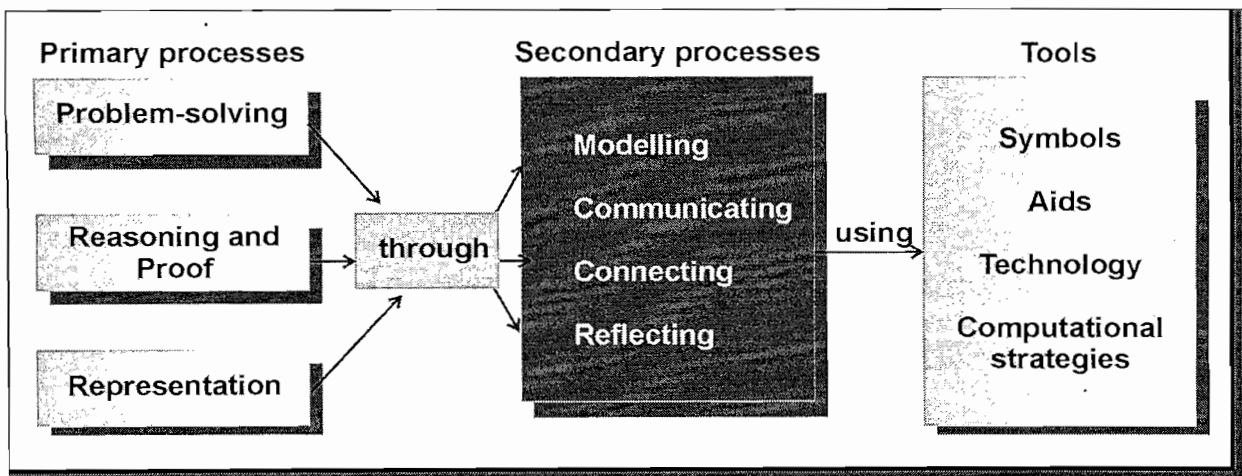 Primary processes
Problem-solving
Reasoning and
Proof
Representation
through
Secondary processes
Modelling
Communicating
Connecting
Reflecting
using
Tools
Symbols
Aids
Technology
Computational
strategies